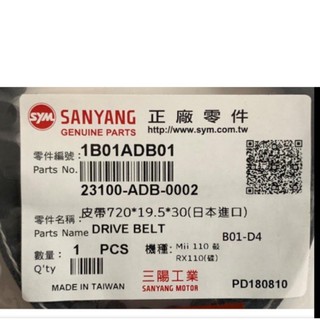 SYM SANYANG 正廠零件
GENUINE PARTS http://www.sym.com.tw
零件編號: 1B01ADB01
Parts No.
23100-ADB-0002
零件名稱: 皮帶720*19.5*30(日本進口)
Parts Name DRIVE BELT B01-D4
數量: 1 PCS 機種: Mii 110 鼓
Q'ty RX110(碟)
三陽工業
MADE IN TAIWAN SANYANG MOTOR PD180810